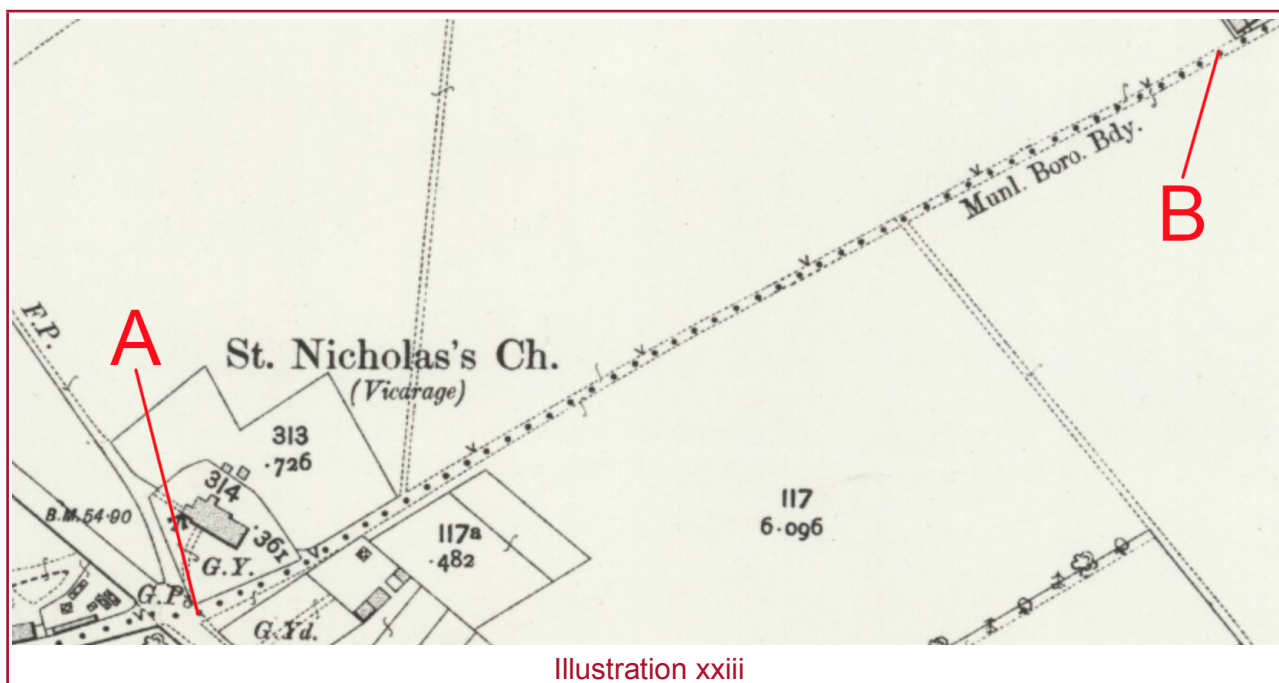 B
Munl. Boro. Bdy.
F.P.
A
St. Nicholas's Ch.
(Vicarage)
313
.726
314
.361
B.M.54.90
G.Y.
G.P.
G.Yd.
117a
.482
117
6.096
Illustration xxiii